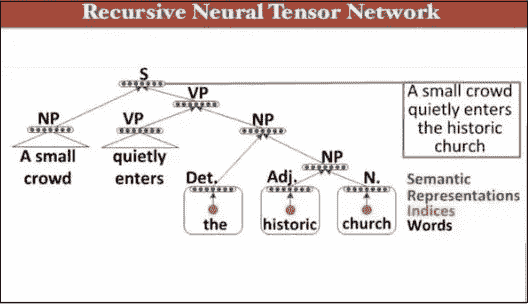 Recursive Neural Tensor Network
S
VP
NP VP NP
A small
crowd
quietly
enters
NP
Det. Adj. N.
the historic church
A small crowd
quietly enters
the historic
church
Semantic
Representations
Indices
Words